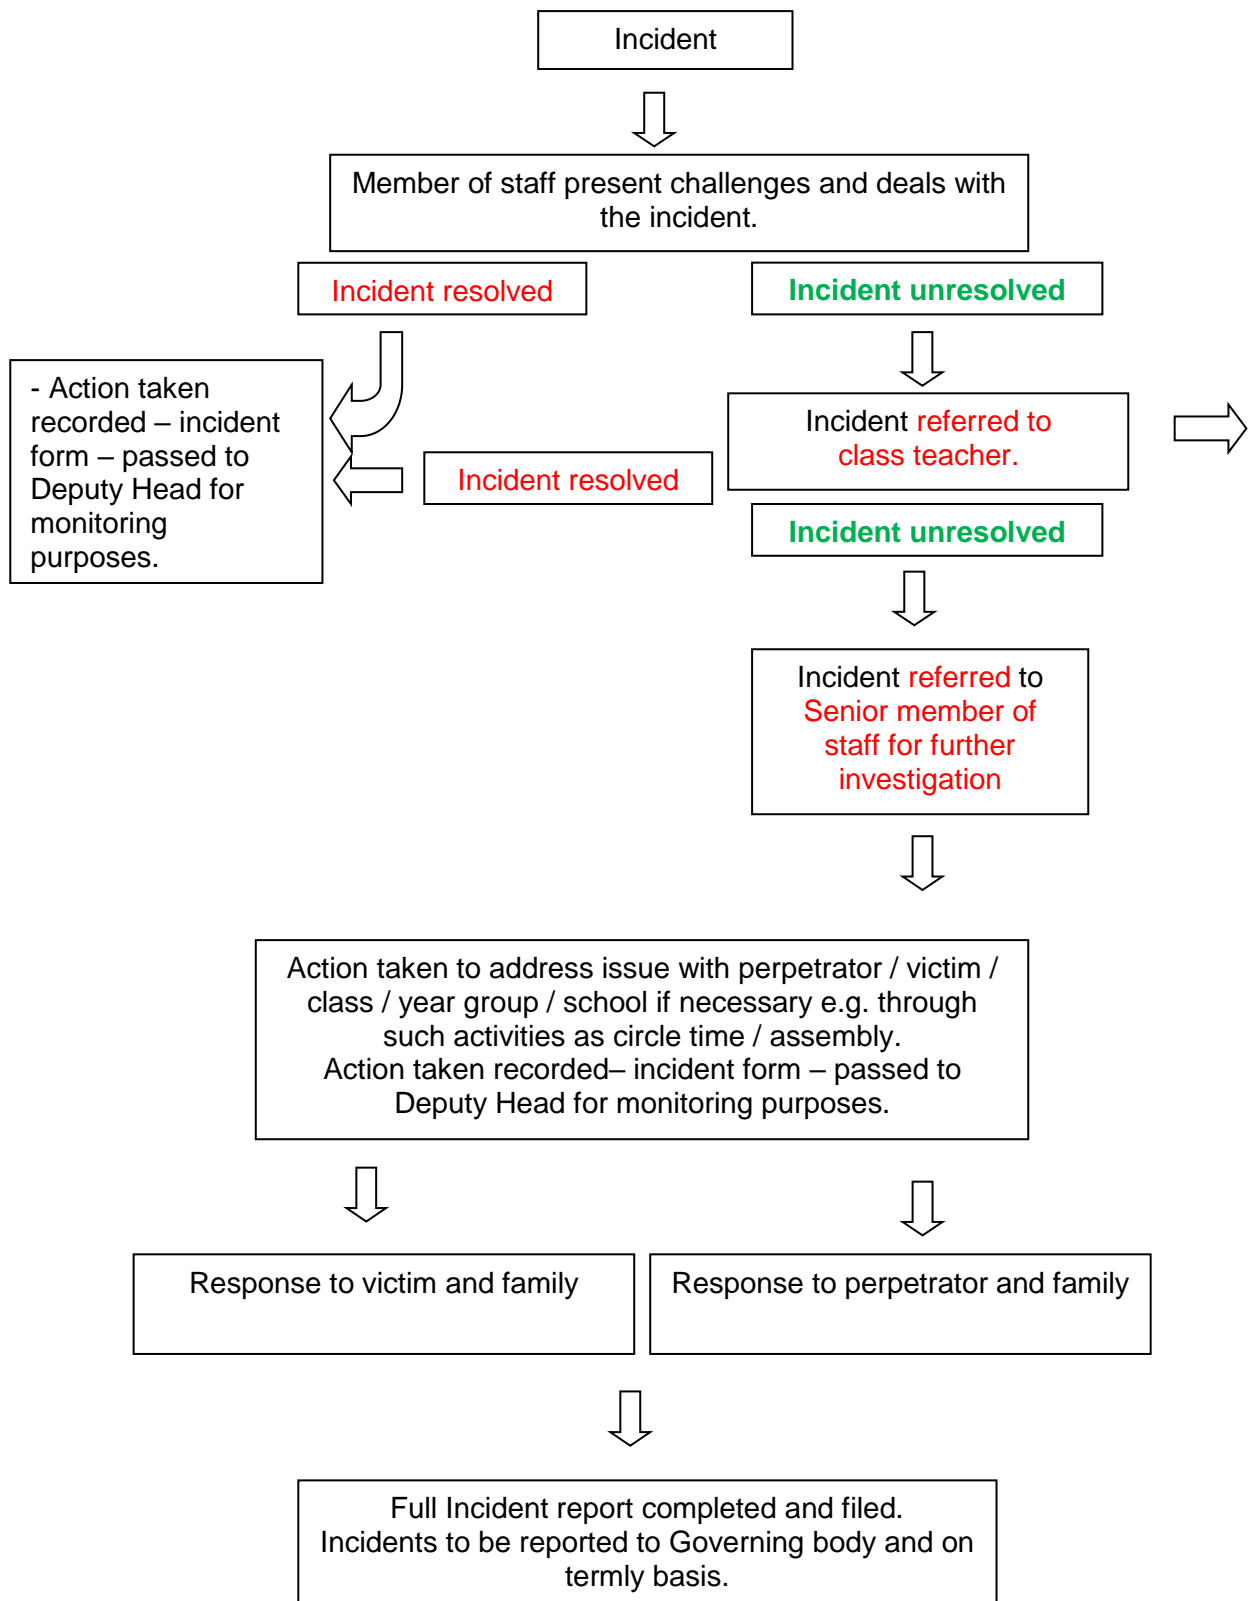 Incident
Member of staff present challenges and deals with
the incident.
Incident resolved
Incident unresolved
- Action taken
recorded – incident
form – passed to
Deputy Head for
monitoring
purposes.
Incident referred to
class teacher.
Incident resolved
Incident unresolved
Incident referred to
Senior member of
staff for further
investigation
Action taken to address issue with perpetrator / victim /
class / year group / school if necessary e.g. through
such activities as circle time / assembly.
Action taken recorded– incident form – passed to
Deputy Head for monitoring purposes.
Response to victim and family
Response to perpetrator and family
Full Incident report completed and filed.
Incidents to be reported to Governing body and on
termly basis.